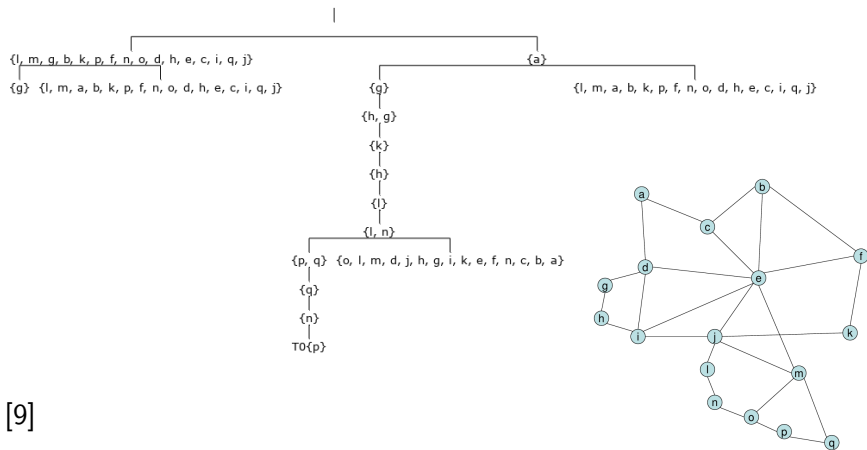 {l, m, g, b, k, p, f, n, o, d, h, e, c, i, q, j} {a}
{g} {l, m, a, b, k, p, f, n, o, d, h, e, c, i, q, j} {g} {l, m, a, b, k, p, f, n, o, d, h, e, c, i, q, j}
{h, g}
{k}
{h}
{l}
{l, n}
{p, q} {o, l, m, d, j, h, g, i, k, e, f, n, c, b, a}
{q}
{n}
T0{p}
a
b
c
f
d
e
g
h
i
j
k
l
m
n
o
p
q
[9]